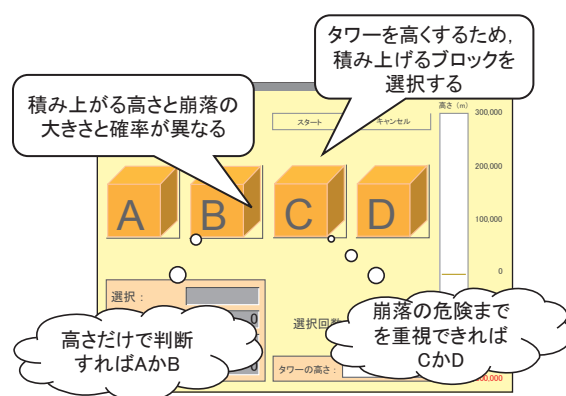 タワーを高くするため，
積み上げるブロックを
選択する
積み上がる高さと崩落の
大きさと確率が異なる
スタート
キャンセル
高さ（m）
300,000
200,000
100,000
0
A
B
C
D
選択：
0
0
選択回数
タワーの高さ：
高さだけで判断
すればAかB
崩落の危険まで
を重視できれば
CかD